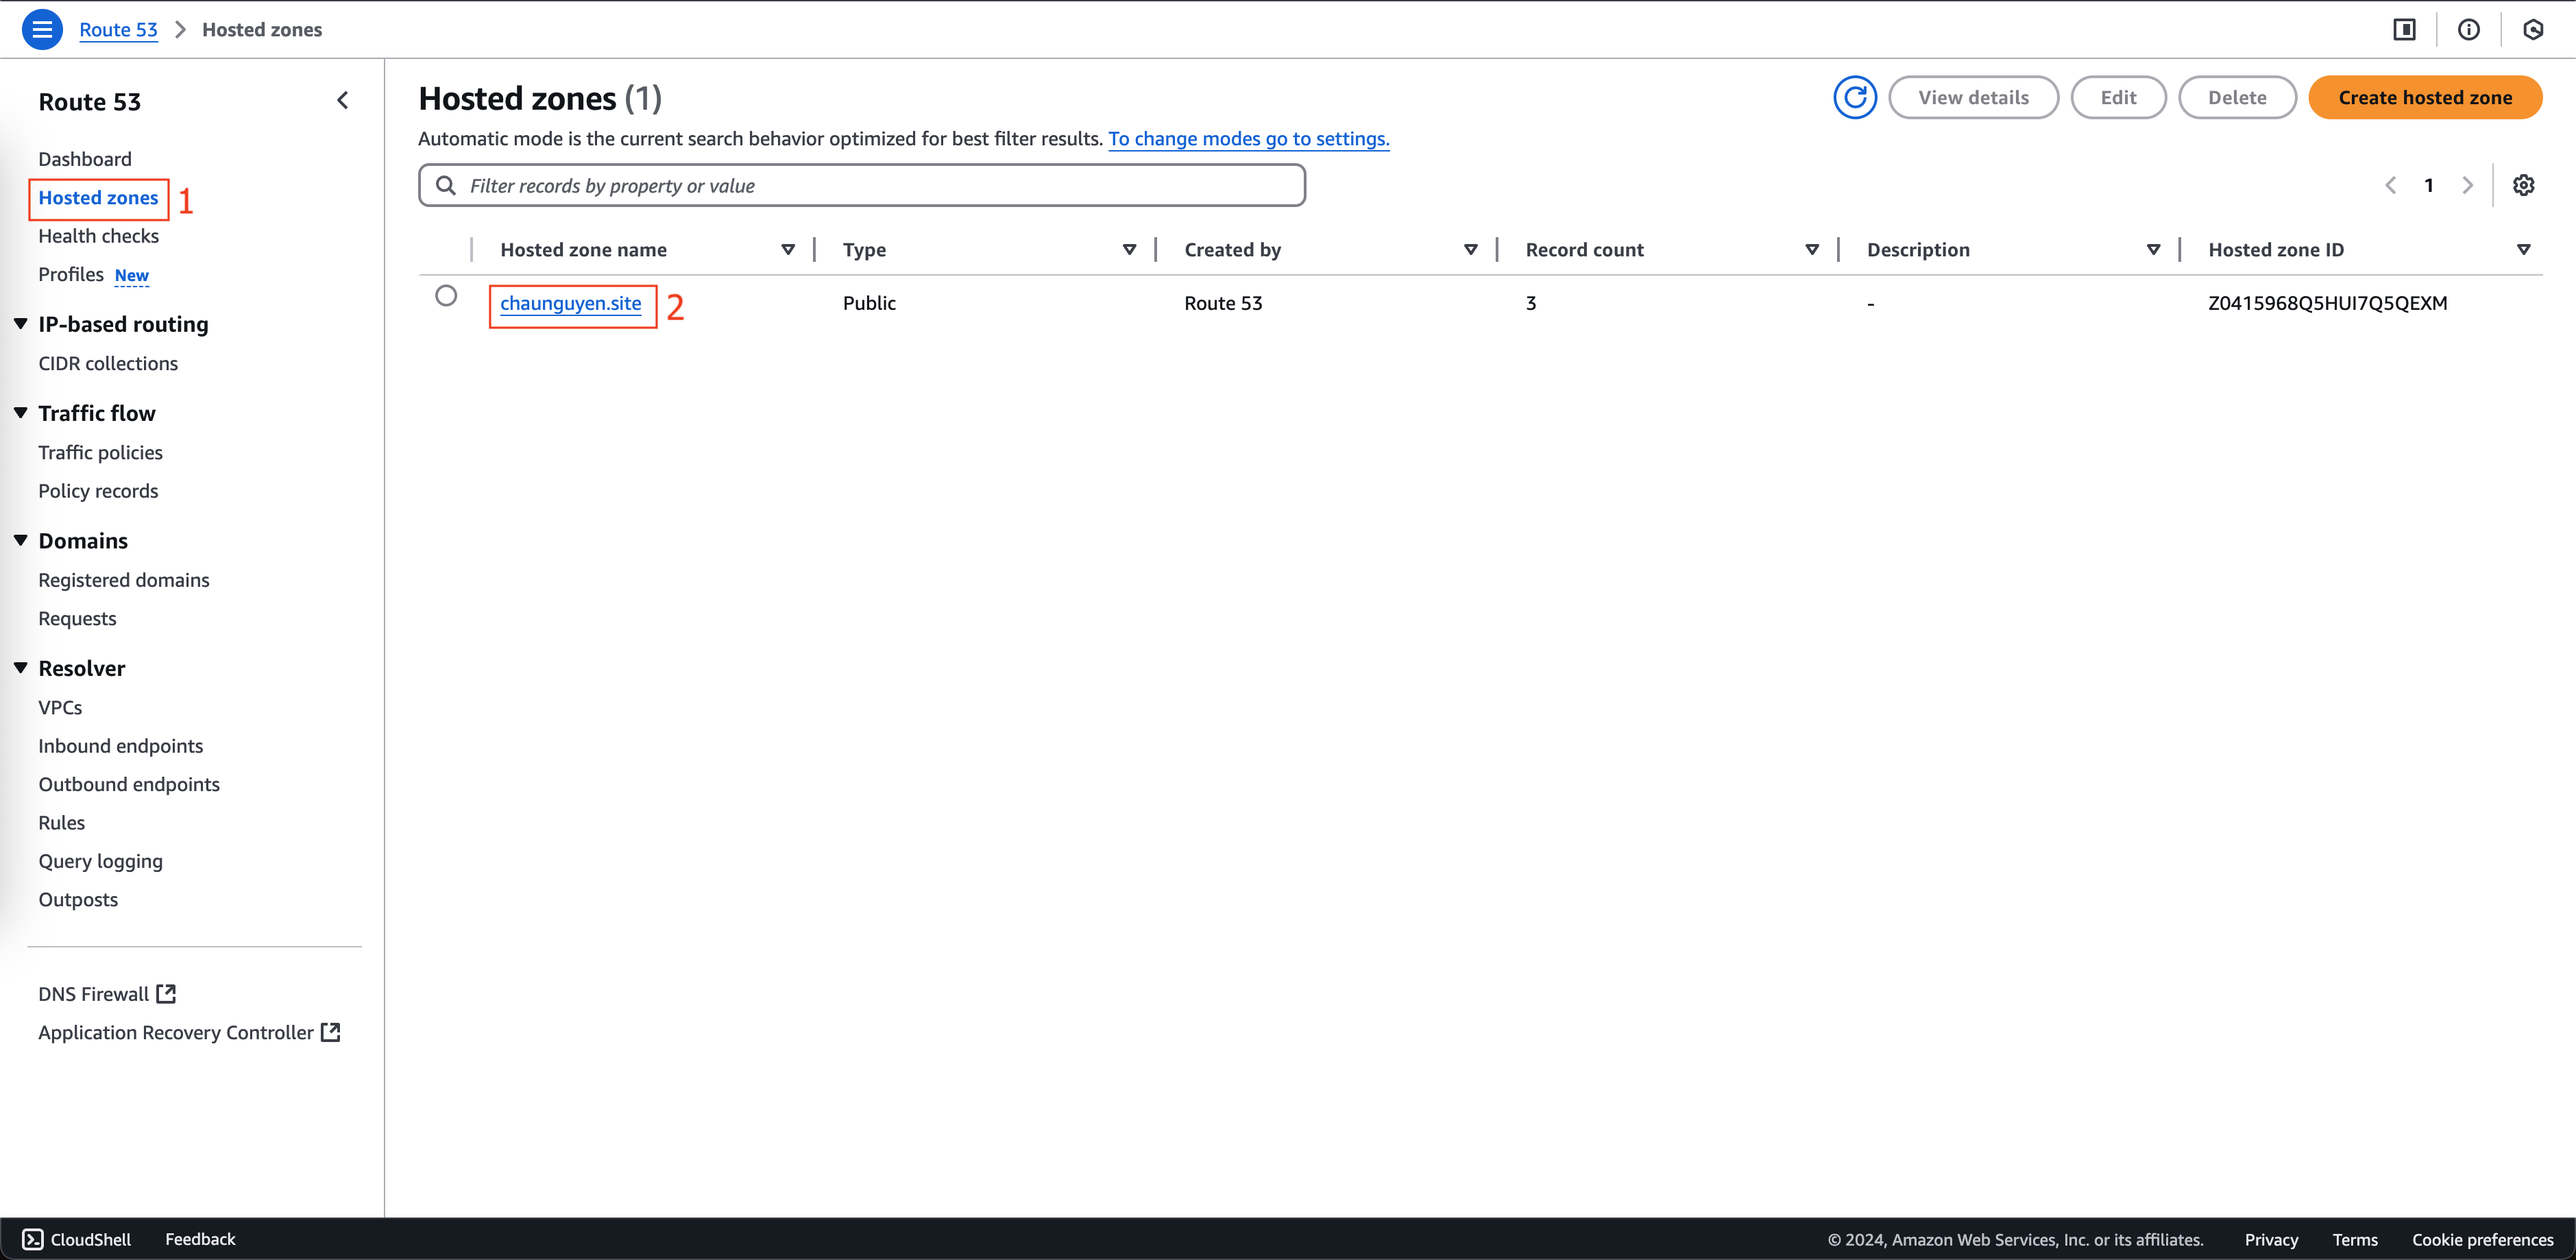 Route 53 > Hosted zones
Route 53
Dashboard
Hosted zones 1
Health checks
Profiles New
IP-based routing
CIDR collections
Traffic flow
Traffic policies
Policy records
Domains
Registered domains
Requests
Resolver
VPCs
Inbound endpoints
Outbound endpoints
Rules
Query logging
Outposts
DNS Firewall
Application Recovery Controller
Hosted zones (1)
View details Edit Delete Create hosted zone
Automatic mode is the current search behavior optimized for best filter results. To change modes go to settings.
Filter records by property or value
1
Hosted zone name Type Created by Record count Description Hosted zone ID
chaunguyen.site 2 Public Route 53 3 - Z0415968Q5HUI7Q5QEXM
CloudShell Feedback © 2024, Amazon Web Services, Inc. or its affiliates. Privacy Terms Cookie preferences